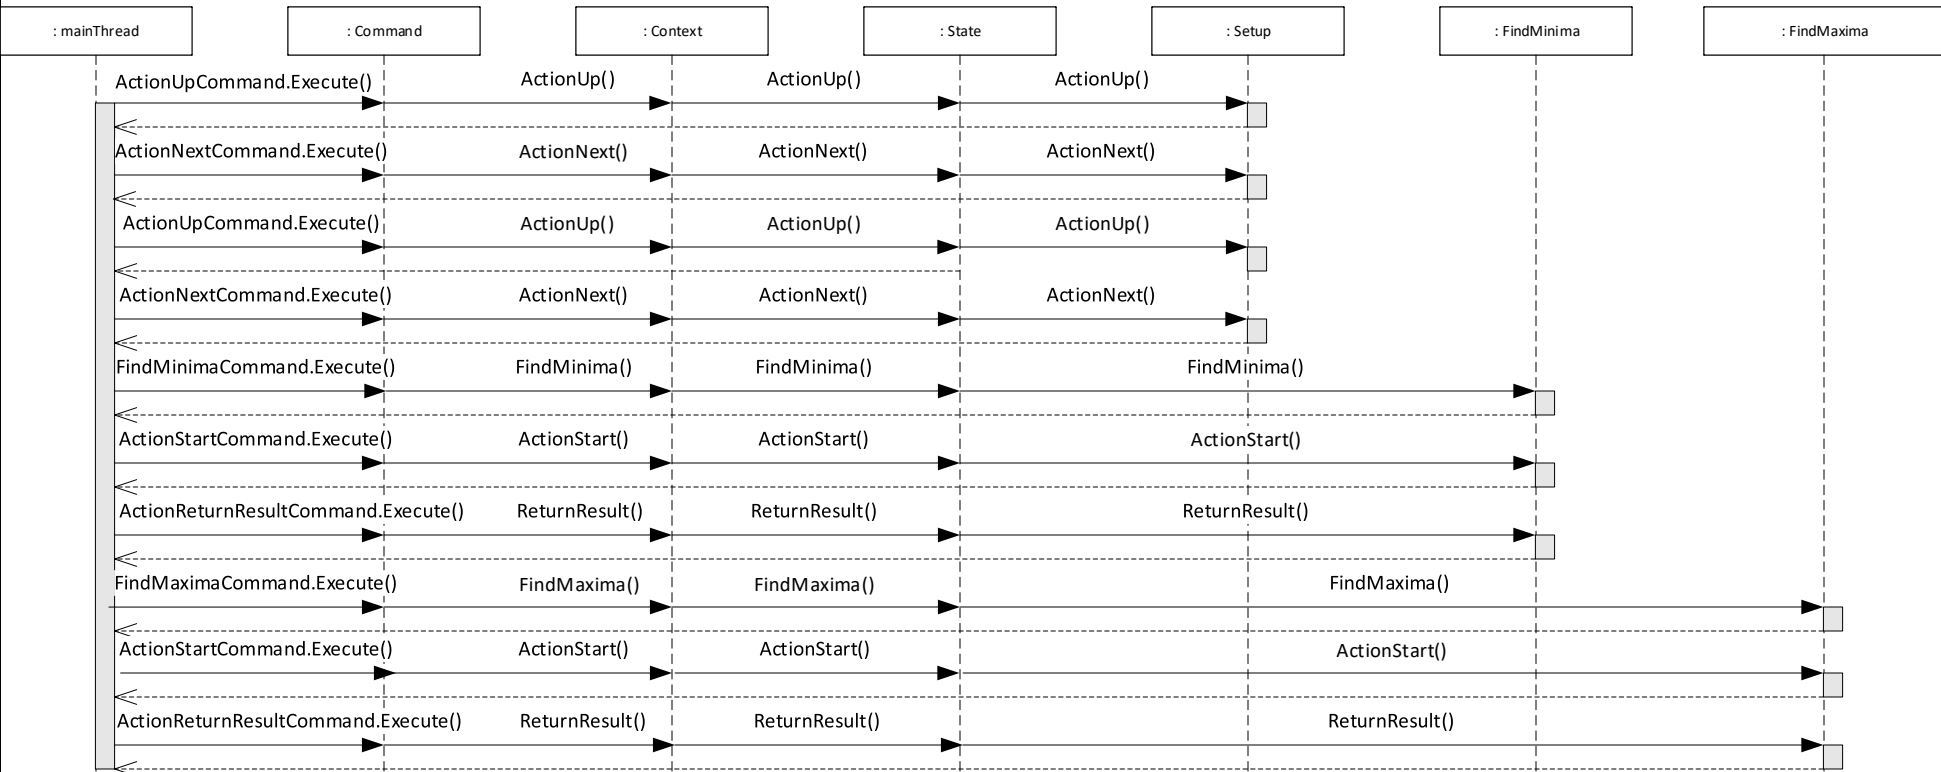 : mainThread : Command : Context : State : Setup : FindMinima : FindMaxima
ActionUpCommand.Execute() ActionUp() ActionUp() ActionUp()
ActionNextCommand.Execute() ActionNext() ActionNext() ActionNext()
ActionUpCommand.Execute() ActionUp() ActionUp() ActionUp()
ActionNextCommand.Execute() ActionNext() ActionNext() ActionNext()
FindMinimaCommand.Execute() FindMinima() FindMinima() FindMinima()
ActionStartCommand.Execute() ActionStart() ActionStart() ActionStart()
ActionReturnResultCommand.Execute() ReturnResult() ReturnResult() ReturnResult()
FindMaximaCommand.Execute() FindMaxima() FindMaxima() FindMaxima()
ActionStartCommand.Execute() ActionStart() ActionStart() ActionStart()
ActionReturnResultCommand.Execute() ReturnResult() ReturnResult() ReturnResult()